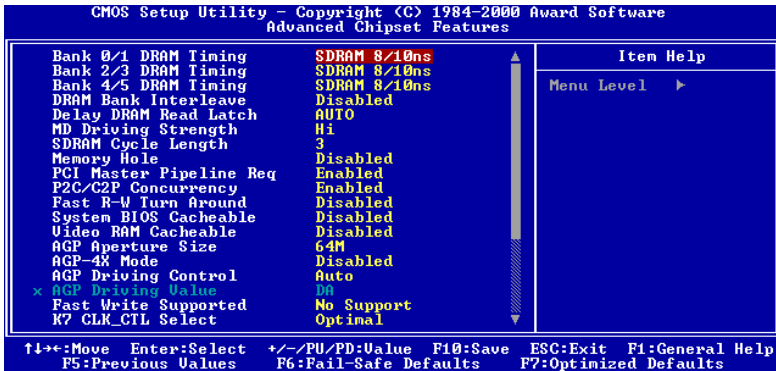 CMOS Setup Utility – Copyright (C) 1984-2000 Award Software
Advanced Chipset Features
Bank 0/1 DRAM Timing SDRAM 8/10ns
Bank 2/3 DRAM Timing SDRAM 8/10ns
Bank 4/5 DRAM Timing SDRAM 8/10ns
DRAM Bank Interleave Disabled
Delay DRAM Read Latch AUTO
MD Driving Strength Hi
SDRAM Cycle Length 3
Memory Hole Disabled
PCI Master Pipeline Req Enabled
P2C/C2P Concurrency Enabled
Fast R-W Turn Around Disabled
System BIOS Cacheable Disabled
Video RAM Cacheable Disabled
AGP Aperture Size 64M
AGP-4X Mode Disabled
AGP Driving Control Auto
x AGP Driving Value DA
Fast Write Supported No Support
K7 CLK_CTL Select Optimal
Item Help
Menu Level ▶
↑↓→←:Move Enter:Select +/-/PU/PD:Value F10:Save ESC:Exit F1:General Help
F5:Previous Values F6:Fail-Safe Defaults F7:Optimized Defaults